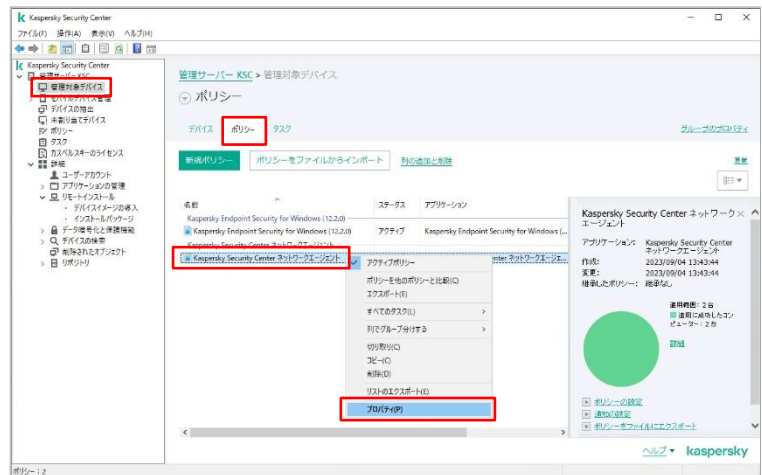 Kaspersky Security Center
ファイル(F) 操作(A) 表示(V) ヘルプ(H)
Kaspersky Security Center
管理サーバー KSC
管理対象デバイス
モバイルデバイス管理
デバイスの抽出
未割り当てデバイス
ポリシー
タスク
カスペルスキーのライセンス
詳細
ユーザーアカウント
アプリケーションの管理
リモートインストール
・ デバイスイメージの導入
・ インストールパッケージ
データ暗号化と保護機能
デバイスの検索
削除されたオブジェクト
リポジトリ
管理サーバー KSC > 管理対象デバイス
ポリシー
デバイス ポリシー タスク
グループのプロパティ
新規ポリシー ポリシーをファイルからインポート 列の追加と削除
更新
名前 ステータス アプリケーション
Kaspersky Endpoint Security for Windows (12.2.0)
Kaspersky Endpoint Security for Windows (12.2.0) アクティブ Kaspersky Endpoint Security for Windows (...
Kaspersky Security Center ネットワークエージェント
Kaspersky Security Center ネットワークエージェント
アクティブポリシー
ポリシーを他のポリシーと比較(C)
エクスポート(E)
すべてのタスク(L) >
列でグループ分けする >
切り取り(C)
コピー(C)
削除(D)
リストのエクスポート(E)
プロパティ(P)
Kaspersky Security Center ネットワーク
エージェント
アプリケーション: Kaspersky Security Center
ネットワークエージェント
作成: 2023/09/04 13:43:44
変更: 2023/09/04 13:43:44
継承したポリシー: 継承なし
適用範囲: 2 台
適用に成功したコン
ピューター: 2 台
詳細
ポリシーの設定
通知の設定
ポリシーをファイルにエクスポート
ヘルプ kaspersky
ポリシー: 2